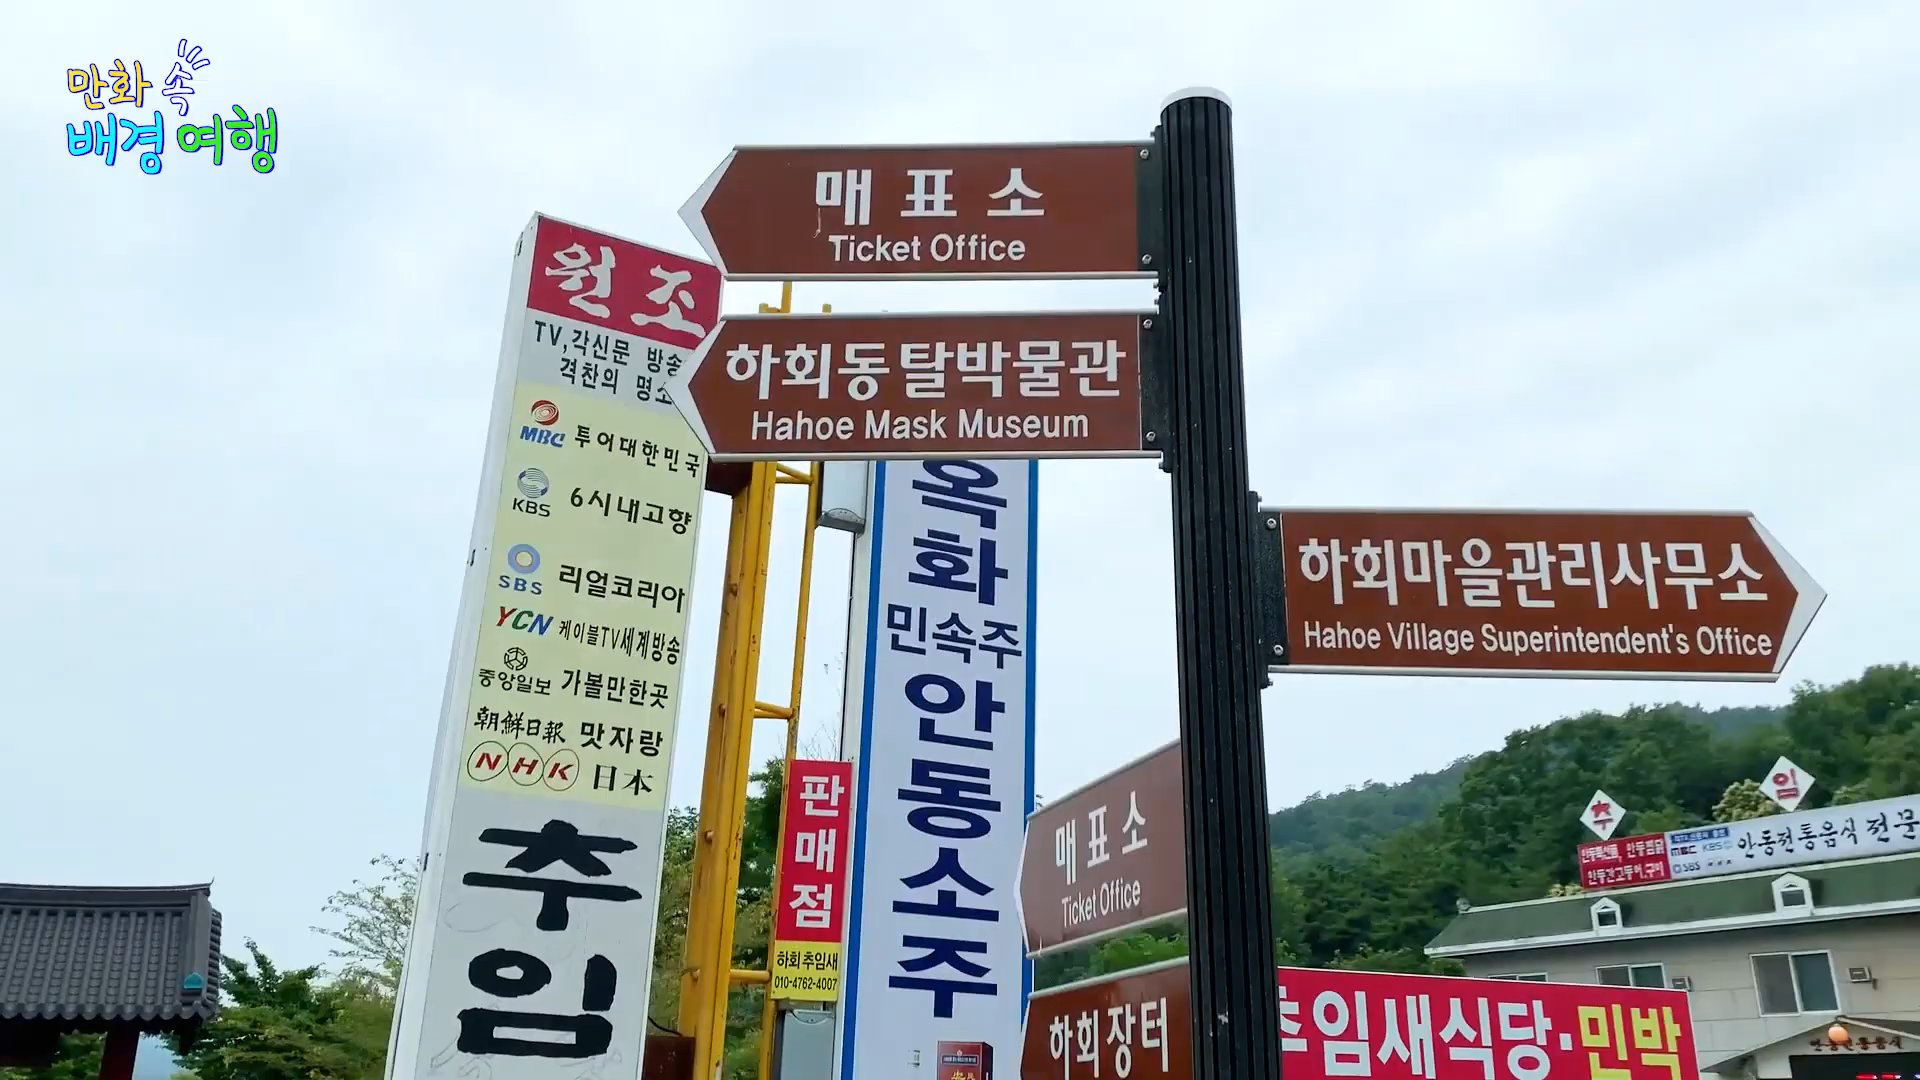 만화 속
배경 여행
매표소
Ticket Office
하회동탈박물관
Hahoe Mask Museum
하회마을관리사무소
Hahoe Village Superintendent's Office
매표소
Ticket Office
하회장터
원조
TV,각신문 방송
격찬의 명소
MBC 투어대한민국
KBS 6시내고향
SBS 리얼코리아
YCN 케이블TV세계방송
중앙일보 가볼만한곳
朝鮮日報 맛자랑
NHK 日本
추임
옥화
민속주
안동소주
판매점
하회 추임새
010-4762-4007
추임
안동전통음식 전문
MBC KBS
SBS
추임새식당·민박